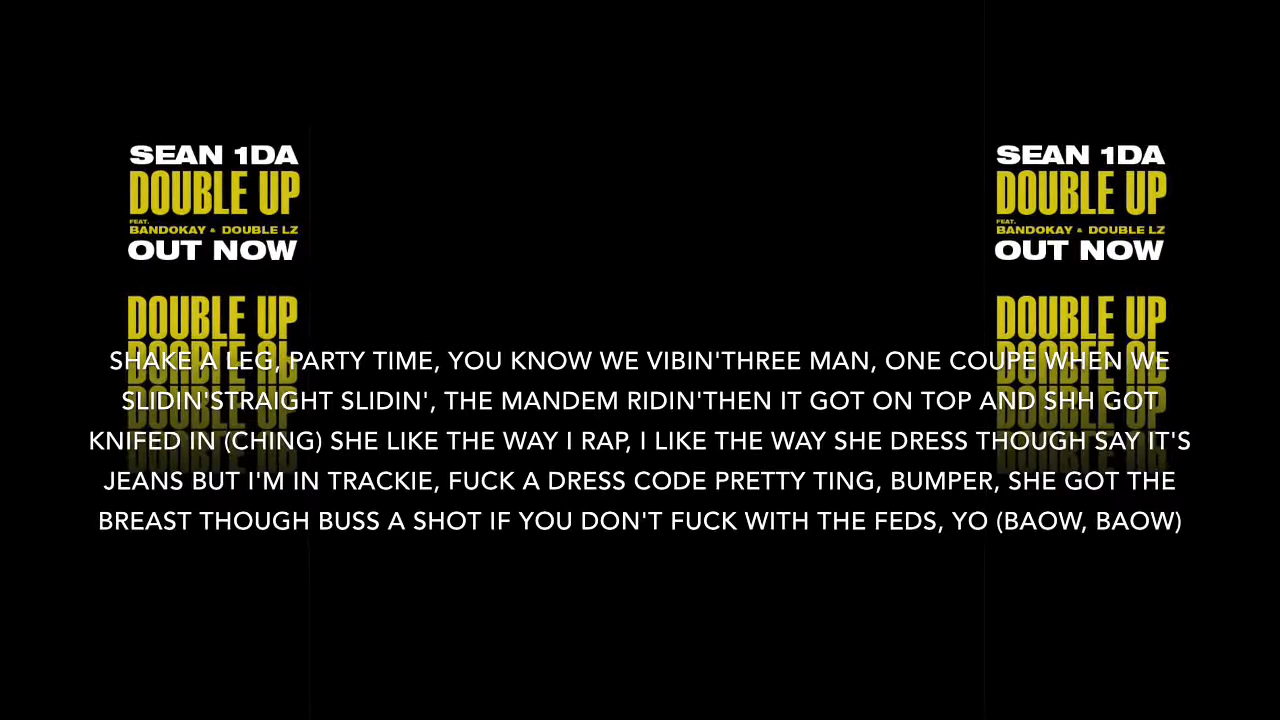 SEAN 1DA
DOUBLE UP
FEAT.
BANDOKAY & DOUBLE LZ
OUT NOW
DOUBLE UP
SEAN 1DA
DOUBLE UP
FEAT.
BANDOKAY & DOUBLE LZ
OUT NOW
DOUBLE UP
SHAKE A LEG, PARTY TIME, YOU KNOW WE VIBIN'THREE MAN, ONE COUPE WHEN WE
SLIDIN'STRAIGHT SLIDIN', THE MANDEM RIDIN'THEN IT GOT ON TOP AND SHH GOT
KNIFED IN (CHING) SHE LIKE THE WAY I RAP, I LIKE THE WAY SHE DRESS THOUGH SAY IT'S
JEANS BUT I'M IN TRACKIE, FUCK A DRESS CODE PRETTY TING, BUMPER, SHE GOT THE
BREAST THOUGH BUSS A SHOT IF YOU DON'T FUCK WITH THE FEDS, YO (BAOW, BAOW)